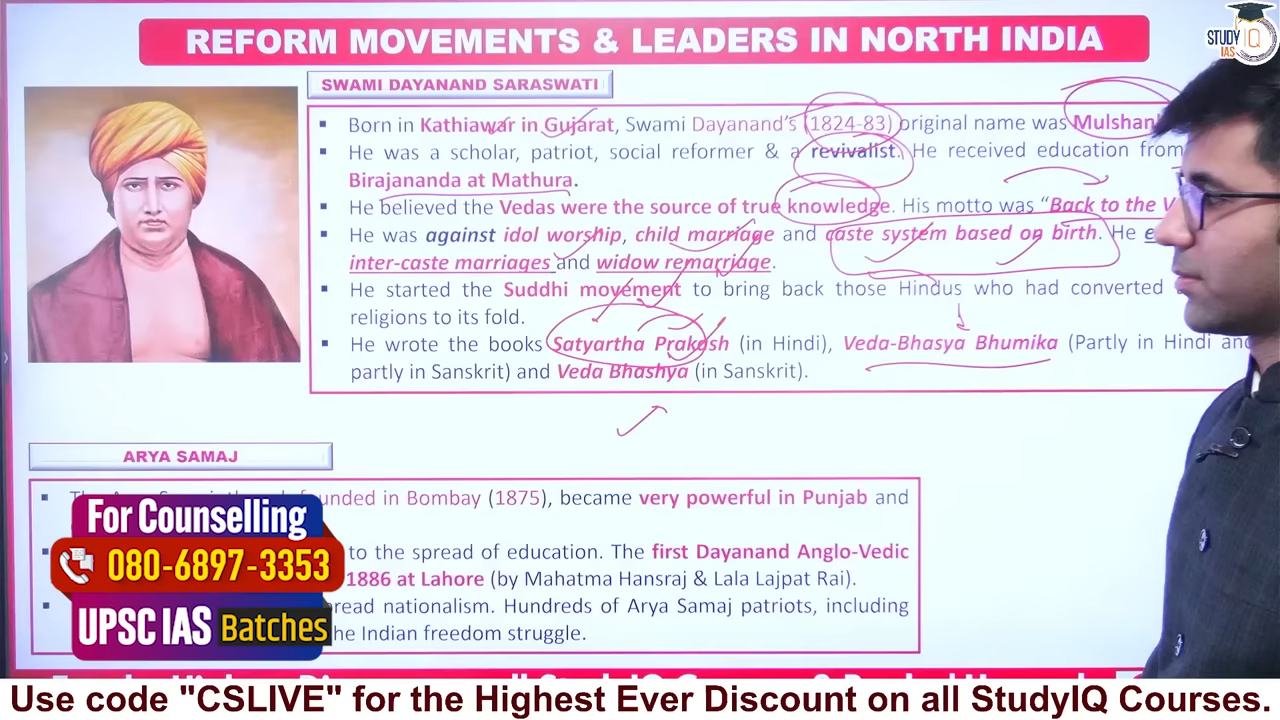 REFORM MOVEMENTS & LEADERS IN NORTH INDIA
STUDY IQ
IAS
SWAMI DAYANAND SARASWATI
▪ Born in Kathiawar in Gujarat, Swami Dayanand's (1824-83) original name was
▪ He was a scholar, patriot, social reformer & a revivalist. He received education from
Birajananda at Mathura.
▪ He believed the Vedas were the source of true knowledge. His motto was “Back to the
▪ He was against idol worship, child marriage and caste system based on birth. He
inter-caste marriages and widow remarriage.
▪ He started the Suddhi movement to bring back those Hindus who had converted
religions to its fold.
▪ He wrote the books Satyartha Prakash (in Hindi), Veda-Bhasya Bhumika (Partly in Hindi and
partly in Sanskrit) and Veda Bhashya (in Sanskrit).
ARYA SAMAJ
founded in Bombay (1875), became very powerful in Punjab and
to the spread of education. The first Dayanand Anglo-Vedic
1886 at Lahore (by Mahatma Hansraj & Lala Lajpat Rai).
nationalism. Hundreds of Arya Samaj patriots, including
the Indian freedom struggle.
For Counselling
080-6897-3353
UPSC IAS Batches
Use code "CSLIVE" for the Highest Ever Discount on all StudyIQ Courses.